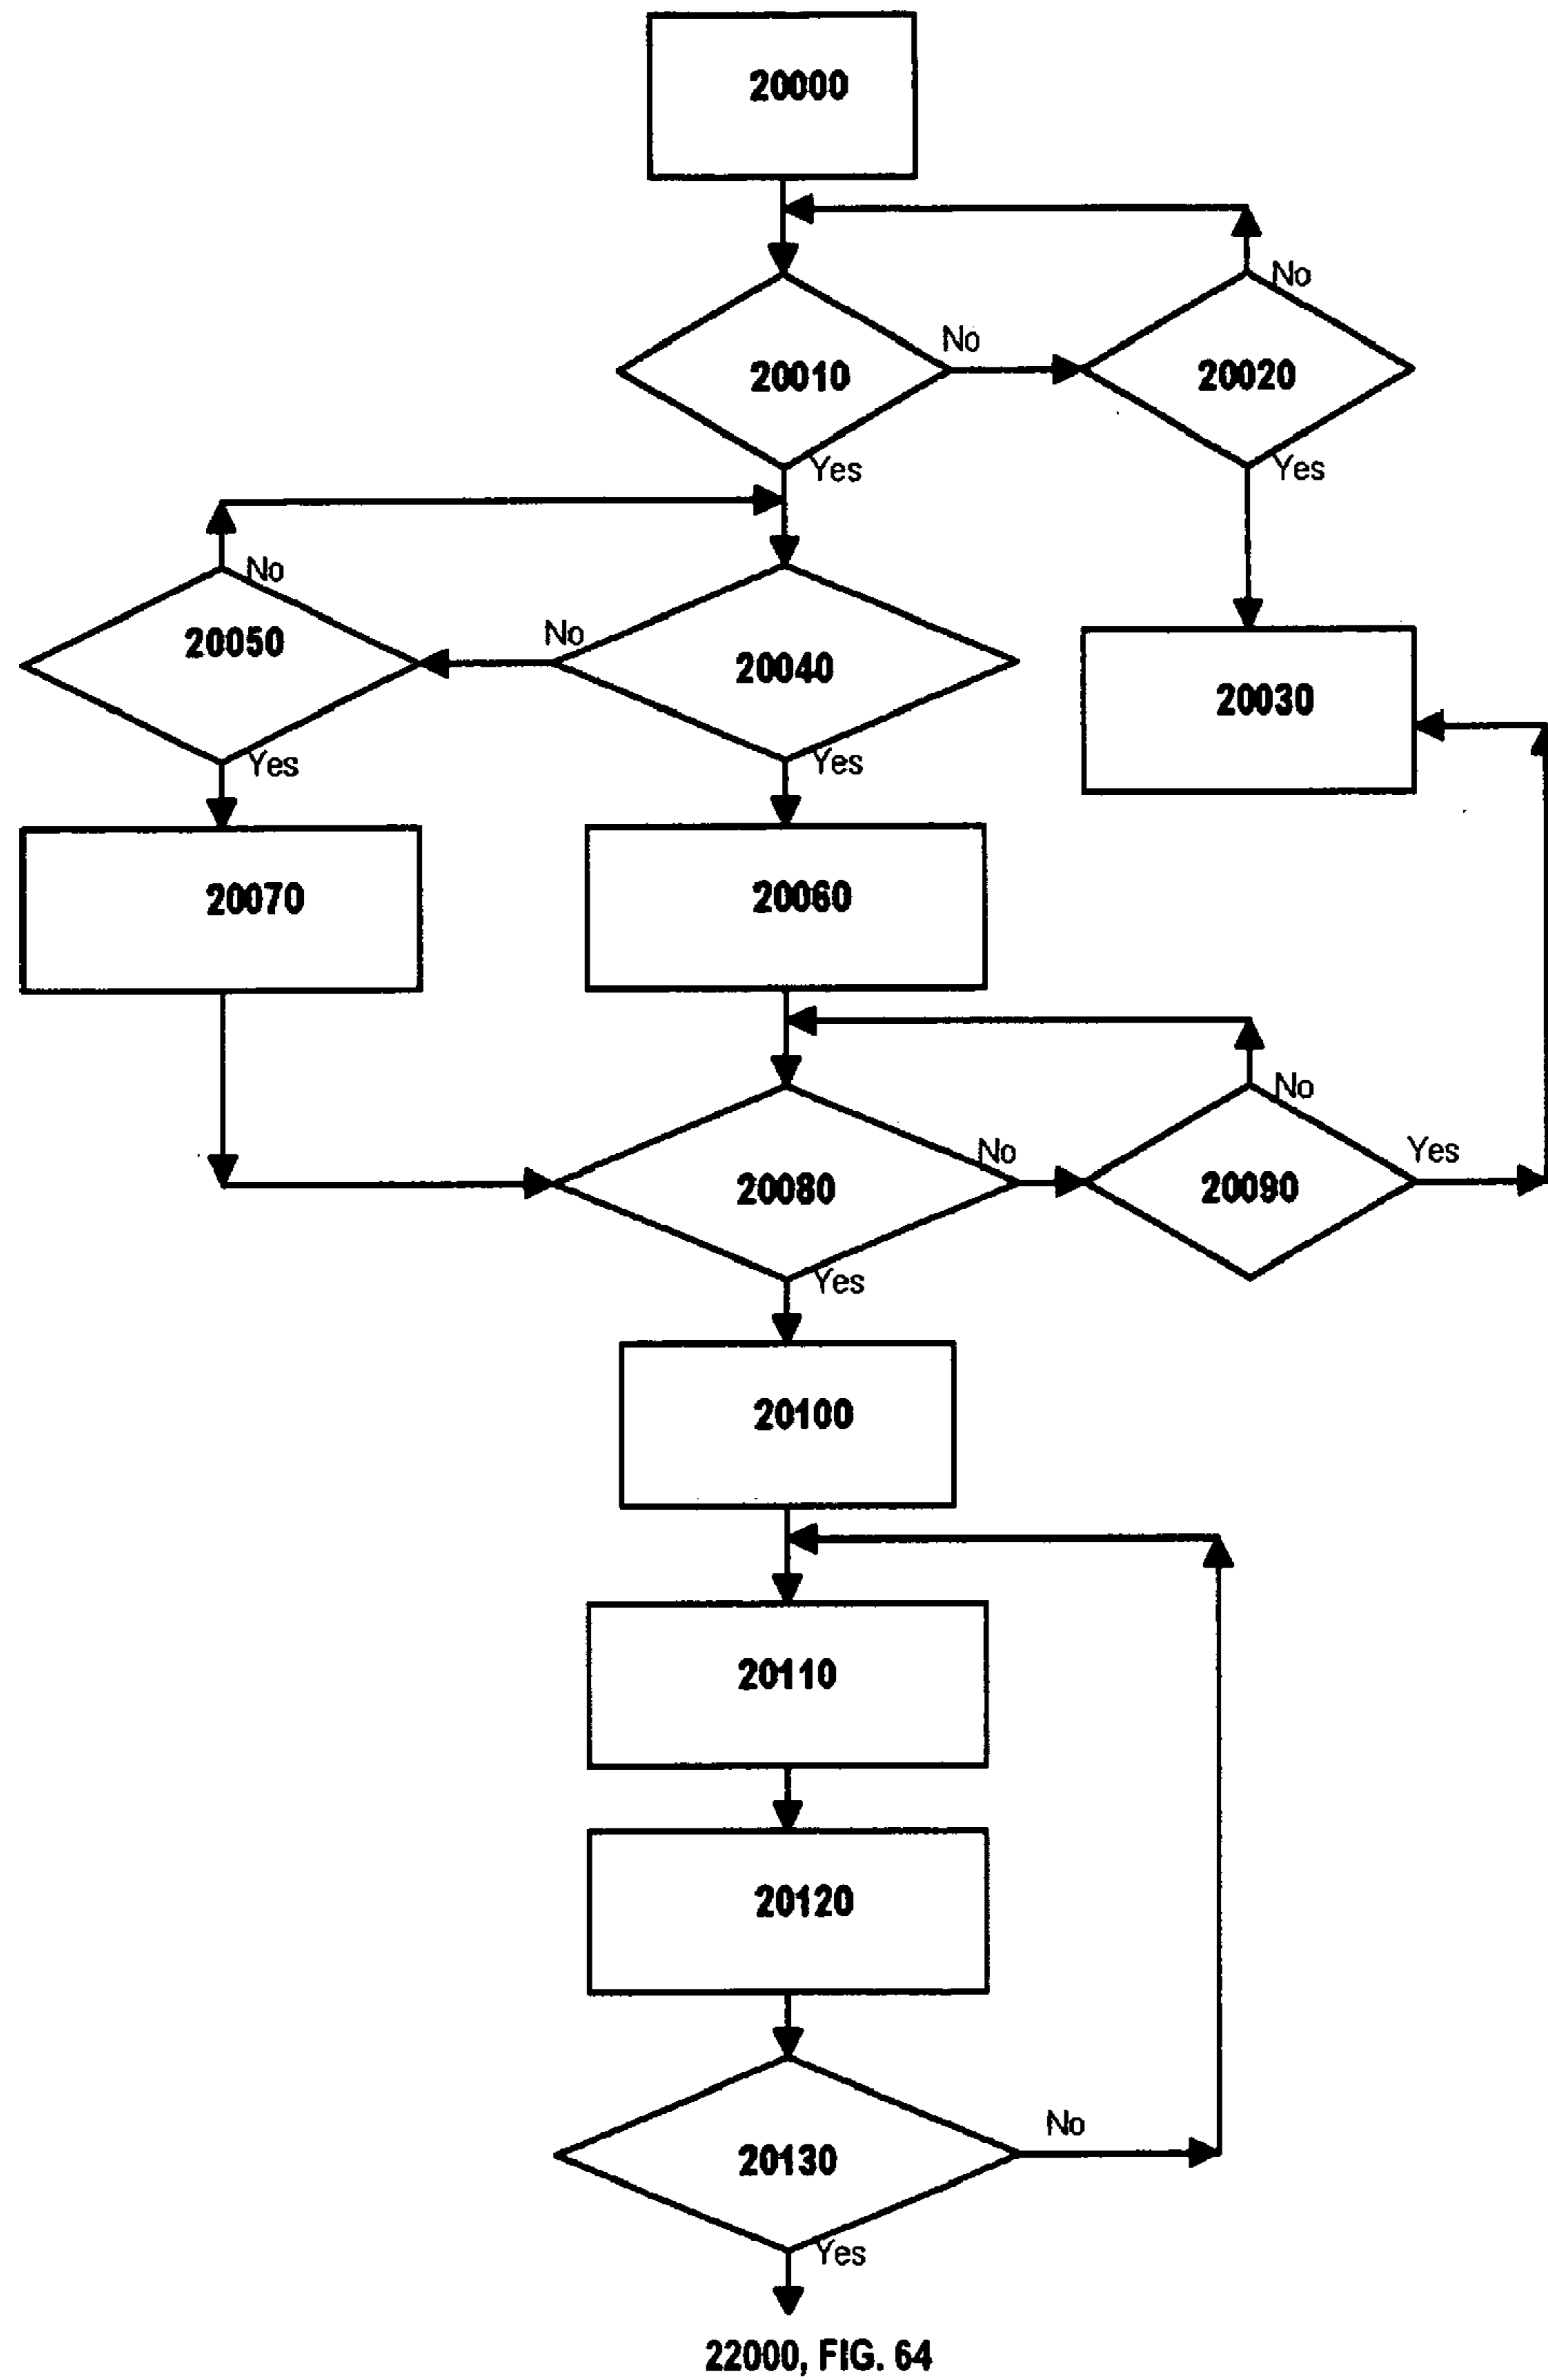 20000
No
No
20010
20020
Yes
Yes
No
No
20050
20040
20030
Yes
Yes
20070
20060
No
No
Yes
20080
20090
Yes
20100
20110
20120
No
20130
Yes
22000, FIG. 64